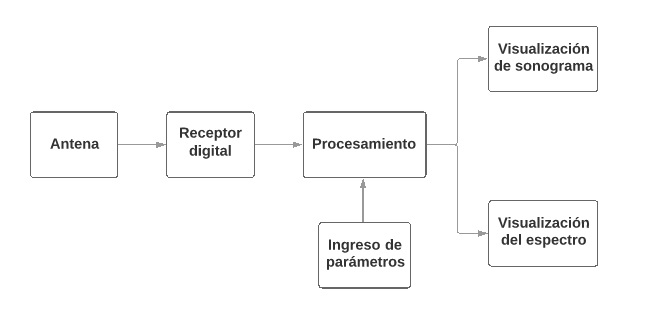 Antena
Receptor
digital
Procesamiento
Ingreso de
parámetros
Visualización
de sonograma
Visualización
del espectro